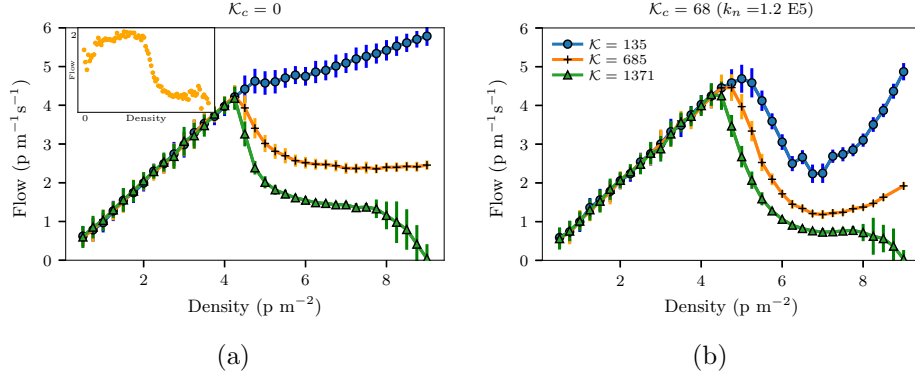 𝒦c = 0
6
5
4
3
2
1
0
Flow (p m−1s−1)
2
Flow
0
Density
2
4
6
8
Density (p m−2)
(a)
𝒦c = 68 (kn =1.2 E5)
6
5
4
3
2
1
0
Flow (p m−1s−1)
𝒦 = 135
𝒦 = 685
𝒦 = 1371
2
4
6
8
Density (p m−2)
(b)